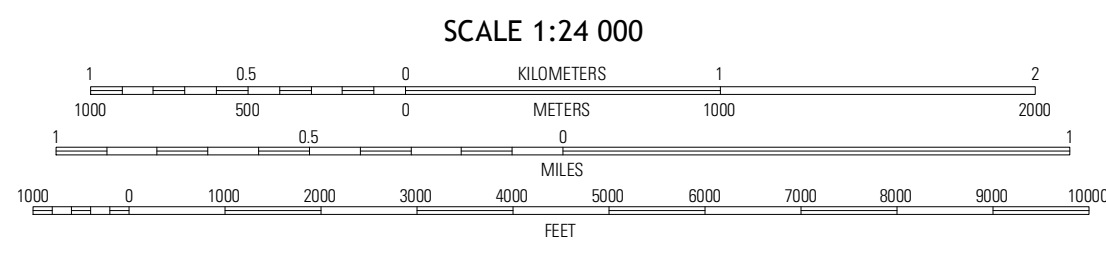 SCALE 1:24 000
1 0.5 0 KILOMETERS 1 2
1000 500 0 METERS 1000 2000
1 0.5 0 1
MILES
1000 0 1000 2000 3000 4000 5000 6000 7000 8000 9000 10000
FEET